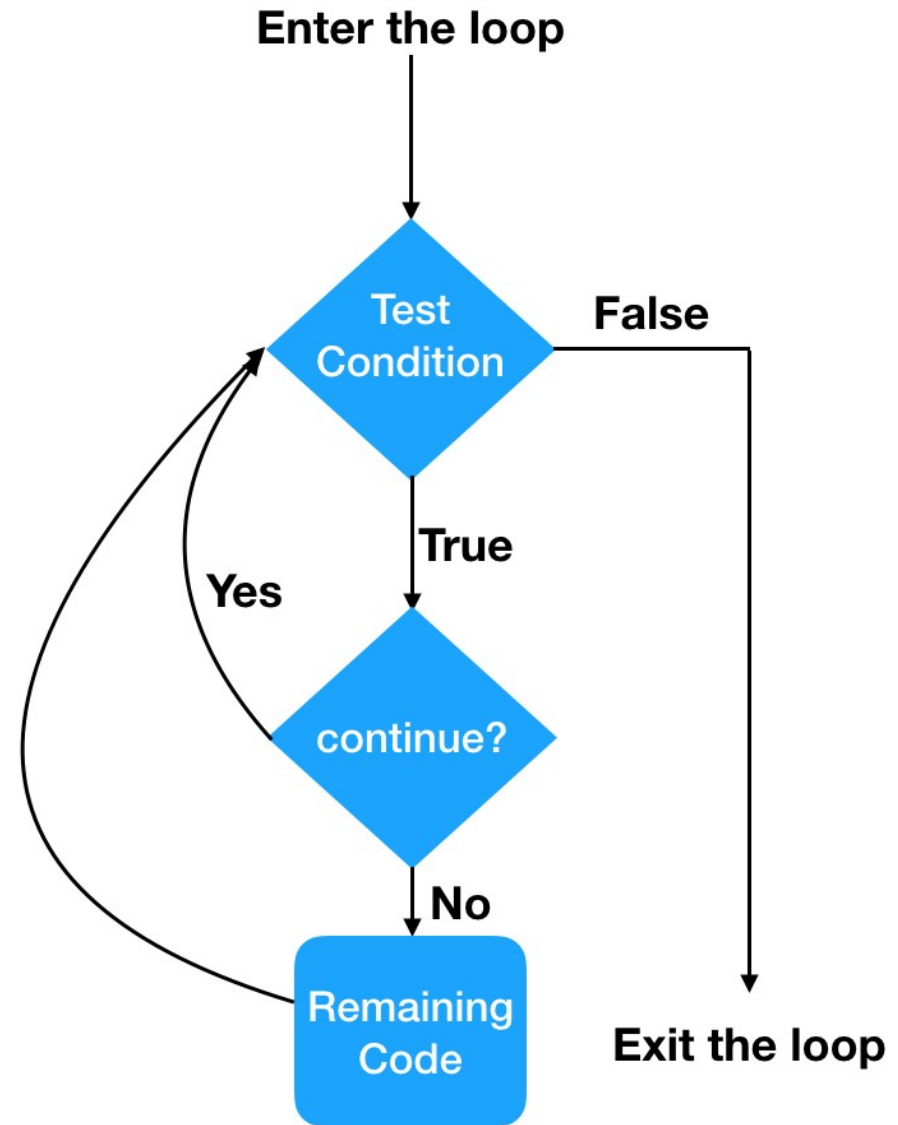 Enter the loop
Test
Condition
False
True
Yes
continue?
No
Remaining
Code
Exit the loop